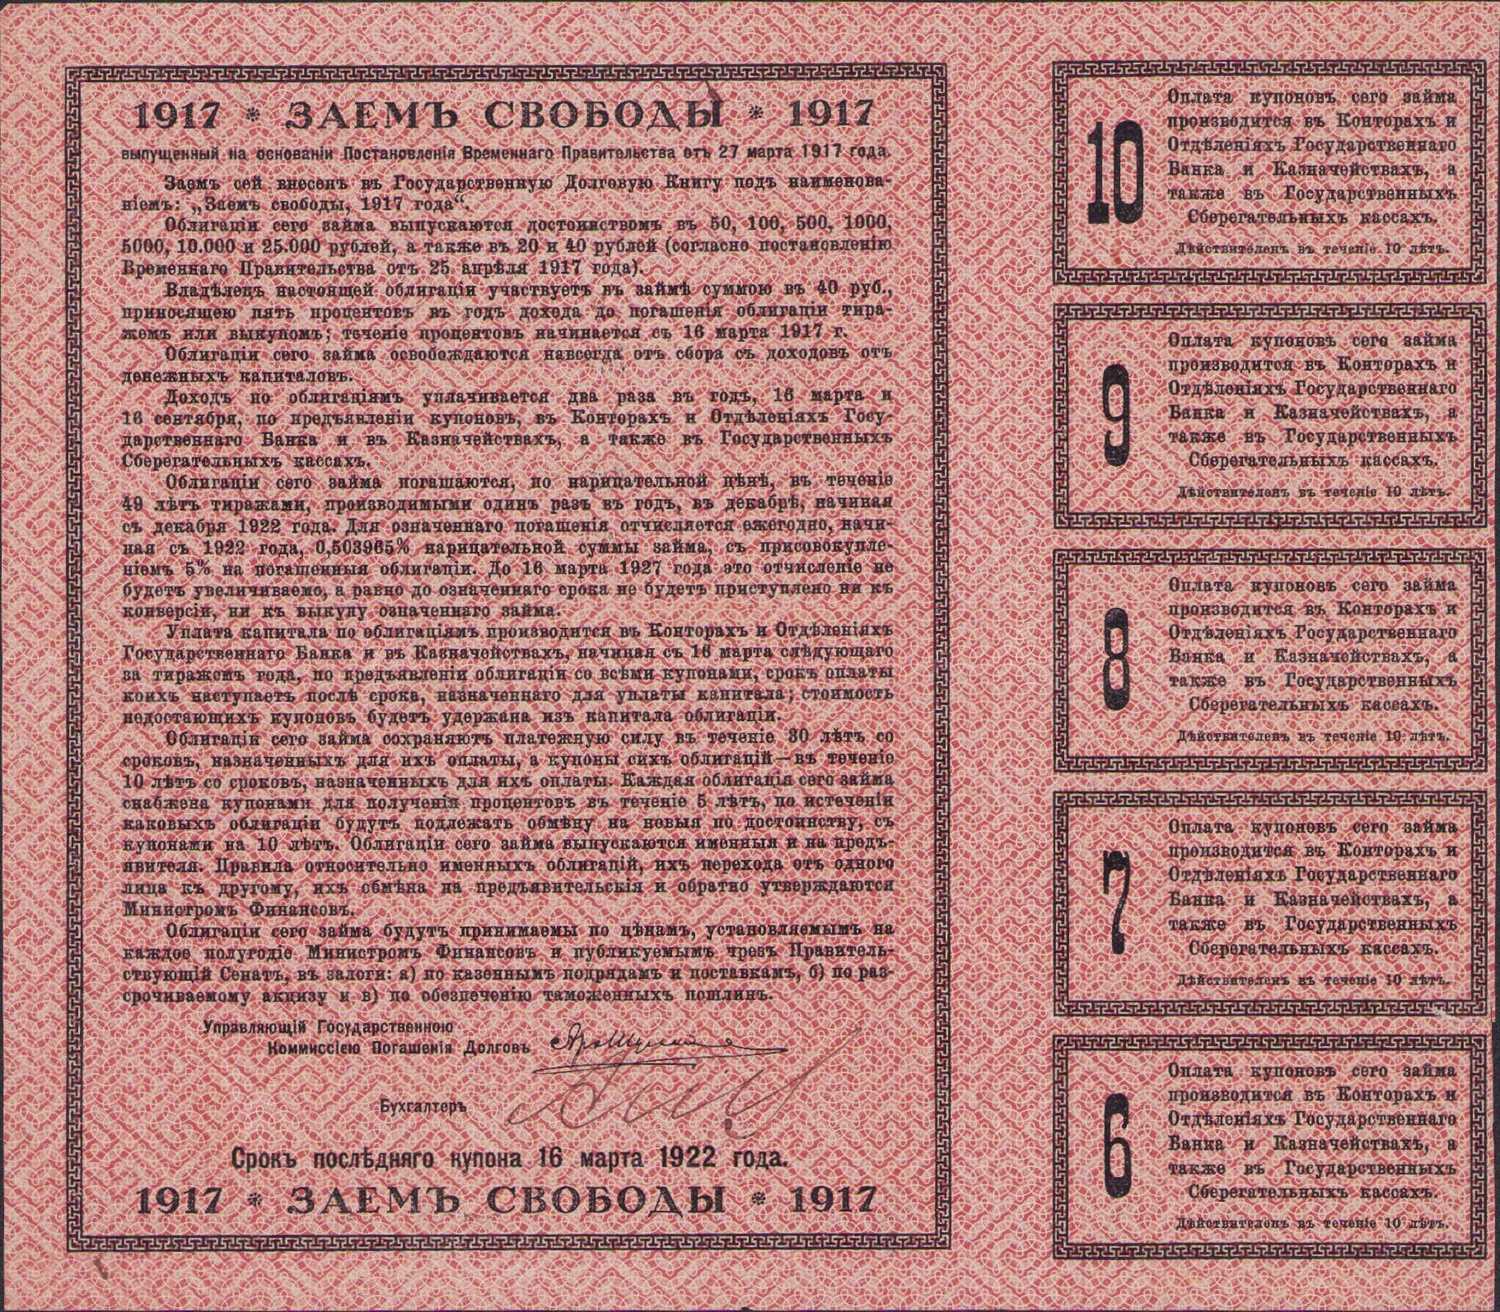 1917 * ЗАЕМЪ СВОБОДЫ * 1917
выпущенный на основаніи Постановленія Временнаго Правительства отъ 27 марта 1917 года.
Заемъ сей внесенъ въ Государственную Долговую Книгу подъ наименова-
ніемъ: „Заемъ свободы, 1917 года“.
Облигаціи сего займа выпускаются достоинствомъ въ 50, 100, 500, 1000,
5000, 10.000 и 25.000 рублей, а также въ 20 и 40 рублей (согласно постановленію
Временнаго Правительства отъ 25 апрѣля 1917 года).
Владѣлецъ настоящей облигаціи участвуетъ въ займѣ суммою въ 40 руб.,
приносящею пять процентовъ въ годъ дохода до погашенія облигаціи тира-
жемъ или выкупомъ; теченіе процентовъ начинается съ 16 марта 1917 г.
Облигаціи сего займа освобождаются навсегда отъ сбора съ доходовъ отъ
денежныхъ капиталовъ.
Доходъ по облигаціямъ уплачивается два раза въ годъ, 16 марта и
16 сентября, по предъявленіи купоновъ, въ Конторахъ и Отдѣленіяхъ Госу-
дарственнаго Банка и въ Казначействахъ, а также въ Государственныхъ
Сберегательныхъ кассахъ.
Облигаціи сего займа погашаются, по нарицательной цѣнѣ, въ теченіе
49 лѣтъ тиражами, производимыми одинъ разъ въ годъ, въ декабрѣ, начиная
съ декабря 1922 года. Для означеннаго погашенія отчисляется ежегодно, начи-
ная съ 1922 года, 0,503965% нарицательной суммы займа, съ присовокупле-
ніемъ 5% на погашенныя облигаціи. До 16 марта 1927 года это отчисленіе не
будетъ увеличиваемо, а равно до означеннаго срока не будетъ приступлено ни къ
конверсіи, ни къ выкупу означеннаго займа.
Уплата капитала по облигаціямъ производится въ Конторахъ и Отдѣленіяхъ
Государственнаго Банка и въ Казначействахъ, начиная съ 16 марта слѣдующаго
за тиражемъ года, по предъявленіи облигаціи со всѣми купонами, срокъ оплаты
коихъ наступаетъ послѣ срока, назначеннаго для уплаты капитала; стоимость
недостающихъ купоновъ будетъ удержана изъ капитала облигаціи.
Облигаціи сего займа сохраняютъ платежную силу въ теченіе 30 лѣтъ со
сроковъ, назначенныхъ для ихъ оплаты, а купоны сихъ облигацій—въ теченіе
10 лѣтъ со сроковъ, назначенныхъ для ихъ оплаты. Каждая облигація сего займа
снабжена купонами для полученія процентовъ въ теченіе 5 лѣтъ, по истеченіи
каковыхъ облигаціи будутъ подлежать обмѣну на новыя по достоинству, съ
купонами на 10 лѣтъ. Облигаціи сего займа выпускаются именныя и на предъ-
явителя. Правила относительно именныхъ облигацій, ихъ перехода отъ одного
лица къ другому, ихъ обмѣна на предъявительскія и обратно утверждаются
Министромъ Финансовъ.
Облигаціи сего займа будутъ принимаемы по цѣнамъ, установляемымъ на
каждое полугодіе Министромъ Финансовъ и публикуемымъ чрезъ Правитель-
ствующій Сенатъ, въ залоги: а) по казеннымъ подрядамъ и поставкамъ, б) по раз-
срочиваемому акцизу и в) по обезпеченію таможенныхъ пошлинъ.
Управляющій Государственною
Коммиссіею Погашенія Долговъ
Бухгалтеръ
Срокъ послѣдняго купона 16 марта 1922 года.
1917 * ЗАЕМЪ СВОБОДЫ * 1917
10
Оплата купоновъ сего займа
производится въ Конторахъ и
Отдѣленіяхъ Государственнаго
Банка и Казначействахъ, а
также въ Государственныхъ
Сберегательныхъ кассахъ.
Дѣйствителенъ въ теченіе 10 лѣтъ.
9
Оплата купоновъ сего займа
производится въ Конторахъ и
Отдѣленіяхъ Государственнаго
Банка и Казначействахъ, а
также въ Государственныхъ
Сберегательныхъ кассахъ.
Дѣйствителенъ въ теченіе 10 лѣтъ.
8
Оплата купоновъ сего займа
производится въ Конторахъ и
Отдѣленіяхъ Государственнаго
Банка и Казначействахъ, а
также въ Государственныхъ
Сберегательныхъ кассахъ.
Дѣйствителенъ въ теченіе 10 лѣтъ.
7
Оплата купоновъ сего займа
производится въ Конторахъ и
Отдѣленіяхъ Государственнаго
Банка и Казначействахъ, а
также въ Государственныхъ
Сберегательныхъ кассахъ.
Дѣйствителенъ въ теченіе 10 лѣтъ.
6
Оплата купоновъ сего займа
производится въ Конторахъ и
Отдѣленіяхъ Государственнаго
Банка и Казначействахъ, а
также въ Государственныхъ
Сберегательныхъ кассахъ.
Дѣйствителенъ въ теченіе 10 лѣтъ.